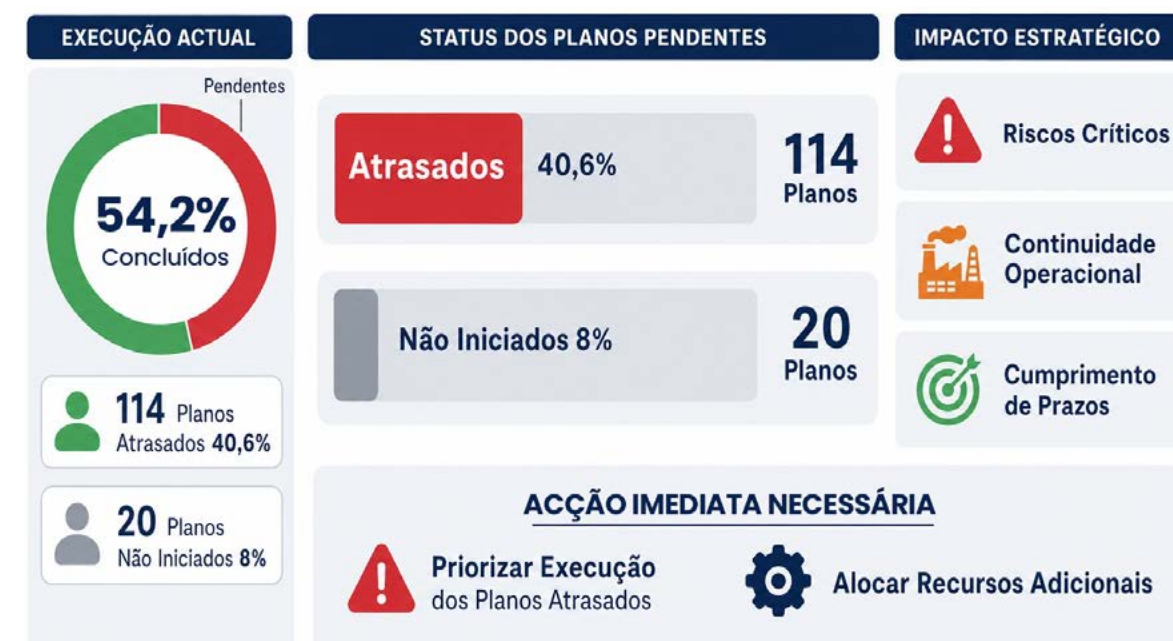 EXECUÇÃO ACTUAL
Pendentes
54,2%
Concluídos
114 Planos
Atrasados 40,6%
20 Planos
Não Iniciados 8%
STATUS DOS PLANOS PENDENTES
Atrasados 40,6%
114
Planos
Não Iniciados 8%
20
Planos
IMPACTO ESTRATÉGICO
Riscos Críticos
Continuidade
Operacional
Cumprimento
de Prazos
ACÇÃO IMEDIATA NECESSÁRIA
Priorizar Execução
dos Planos Atrasados
Alocar Recursos Adicionais